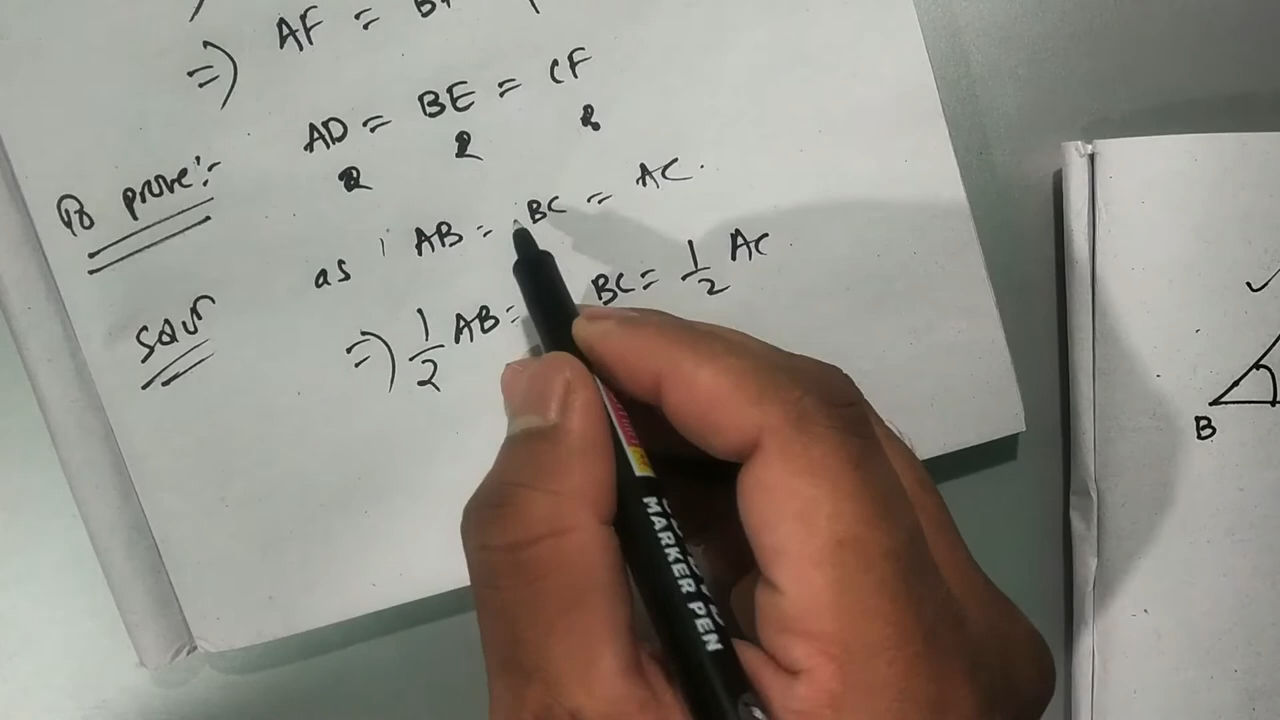 =) AF =
AD = BE = CF
2 2 2
To prove:-
as, AB = BC = AC.
Soln
=) 1/2 AB = BC = 1/2 AC.
MARKER PEN
B